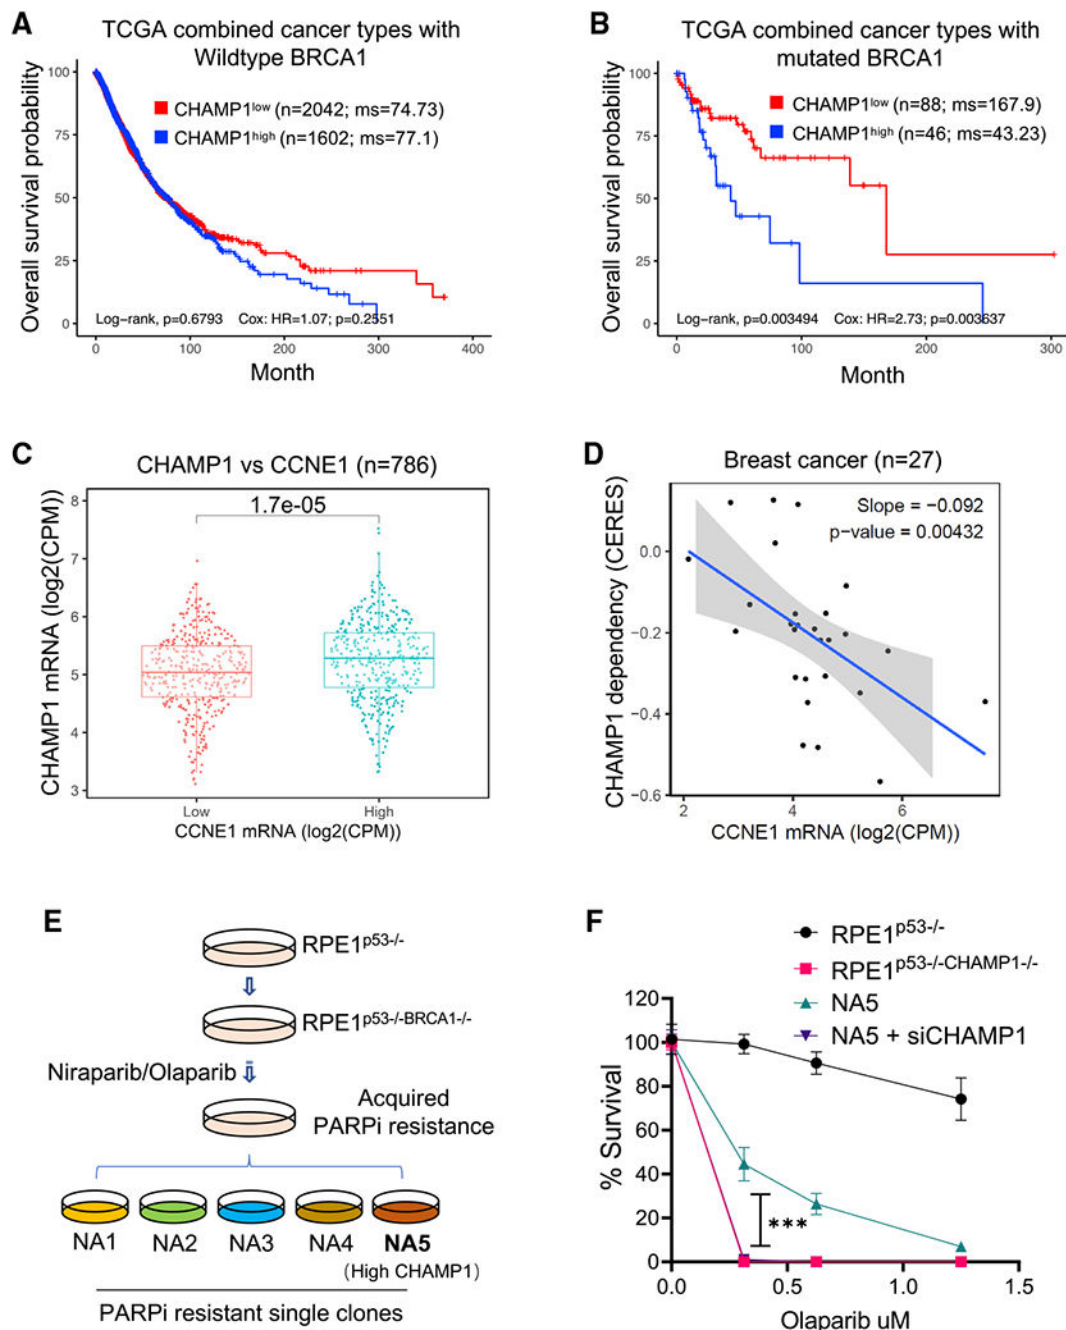 A
TCGA combined cancer types with
Wildtype BRCA1
Overall survival probability
100
75
50
25
0
CHAMP1low (n=2042; ms=74.73)
CHAMP1high (n=1602; ms=77.1)
Log−rank, p=0.6793 Cox: HR=1.07; p=0.2551
0 100 200 300 400
Month
B
TCGA combined cancer types with
mutated BRCA1
Overall survival probability
100
75
50
25
0
CHAMP1low (n=88; ms=167.9)
CHAMP1high (n=46; ms=43.23)
Log−rank, p=0.003494 Cox: HR=2.73; p=0.003637
0 100 200 300
Month
C
CHAMP1 vs CCNE1 (n=786)
CHAMP1 mRNA (log2(CPM))
8
7
6
5
4
3
1.7e-05
Low High
CCNE1 mRNA (log2(CPM))
D
Breast cancer (n=27)
CHAMP1 dependency (CERES)
Slope = −0.092
p−value = 0.00432
0.0
−0.2
−0.4
−0.6
2 4 6
CCNE1 mRNA (log2(CPM))
E
RPE1p53-/-
RPE1p53-/-BRCA1-/-
Niraparib/Olaparib
Acquired
PARPi resistance
NA1 NA2 NA3 NA4 NA5
(High CHAMP1)
PARPi resistant single clones
F
RPE1p53-/-
RPE1p53-/-CHAMP1-/-
NA5
NA5 + siCHAMP1
% Survival
120
100
80
60
40
20
0
***
0.0 0.5 1.0 1.5
Olaparib uM